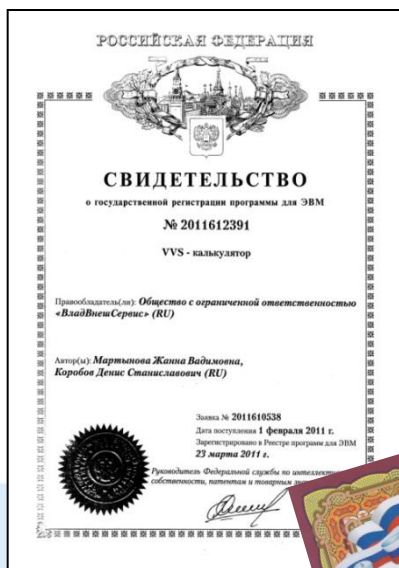 РОССИЙСКАЯ ФЕДЕРАЦИЯ
СВИДЕТЕЛЬСТВО
о государственной регистрации программы для ЭВМ
№ 2011612391
VVS - калькулятор
Правообладатель(ли): Общество с ограниченной ответственностью
«ВладВнешСервис» (RU)
Автор(ы): Мартынова Жанна Вадимовна,
Коробов Денис Станиславович (RU)
Заявка № 2011610538
Дата поступления 1 февраля 2011 г.
Зарегистрировано в Реестре программ для ЭВМ
23 марта 2011 г.
Руководитель Федеральной службы по
собственности, патентам и товарным